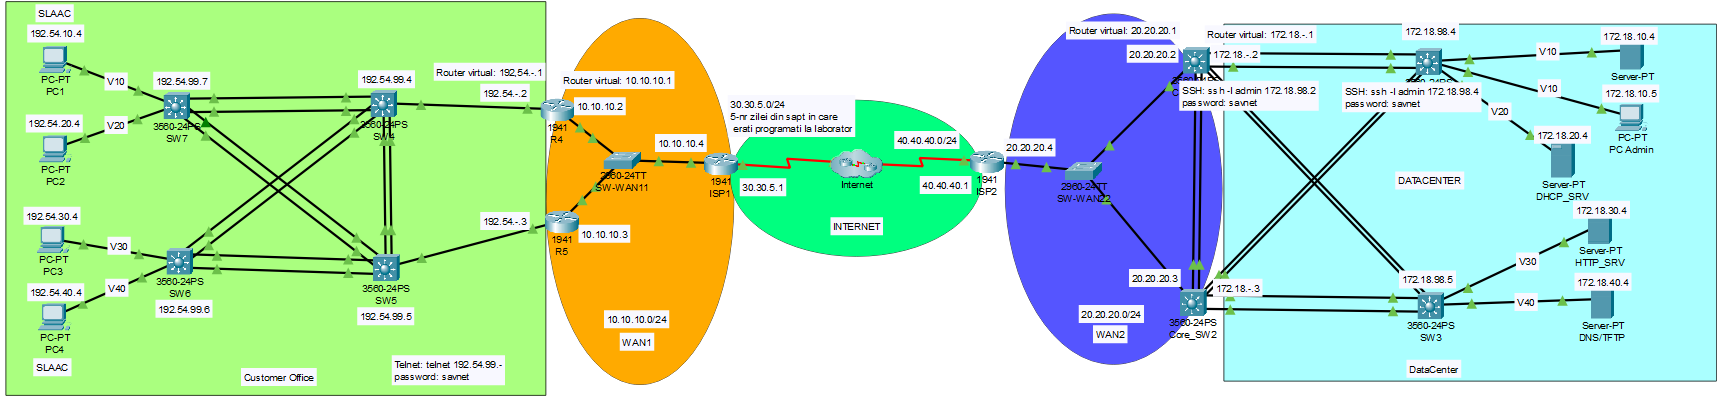 SLAAC
192.54.10.4
PC-PT
PC1
V10
192.54.99.7
3560-24PS
SW7
192.54.20.4
V20
PC-PT
PC2
192.54.99.4
3560-24PS
SW4
Router virtual: 192,54.-.1
192.54.-.2
192.54.30.4
V30
PC-PT
PC3
192.54.40.4
V40
PC-PT
PC4
SLAAC
3560-24PS
SW6
192.54.99.6
3560-24PS
SW5
192.54.99.5
192.54.-.3
Customer Office
Telnet: telnet 192.54.99.-
password: savnet
Router virtual: 10.10.10.1
10.10.10.2
1941
R4
1941
R5
10.10.10.3
2960-24TT
SW-WAN11
10.10.10.4
10.10.10.0/24
WAN1
1941
ISP1
30.30.5.0/24
5-nr zilei din sapt in care
erati programati la laborator
30.30.5.1
Internet
INTERNET
40.40.40.0/24
40.40.40.1
1941
ISP2
20.20.20.4
2960-24TT
SW-WAN22
Router virtual: 20.20.20.1
20.20.20.2
20.20.20.3
20.20.20.0/24
WAN2
3560-24PS
Core_SW2
Router virtual: 172.18.-.1
172.18.-.2
SSH: ssh -l admin 172.18.98.2
password: savnet
172.18.-.3
172.18.98.4
SSH: ssh -l admin 172.18.98.4
password: savnet
V10
172.18.10.4
Server-PT
V10
172.18.10.5
PC-PT
PC Admin
V20
172.18.20.4
Server-PT
DHCP_SRV
DATACENTER
172.18.30.4
V30
Server-PT
HTTP_SRV
172.18.98.5
3560-24PS
SW3
V40
172.18.40.4
Server-PT
DNS/TFTP
DataCenter